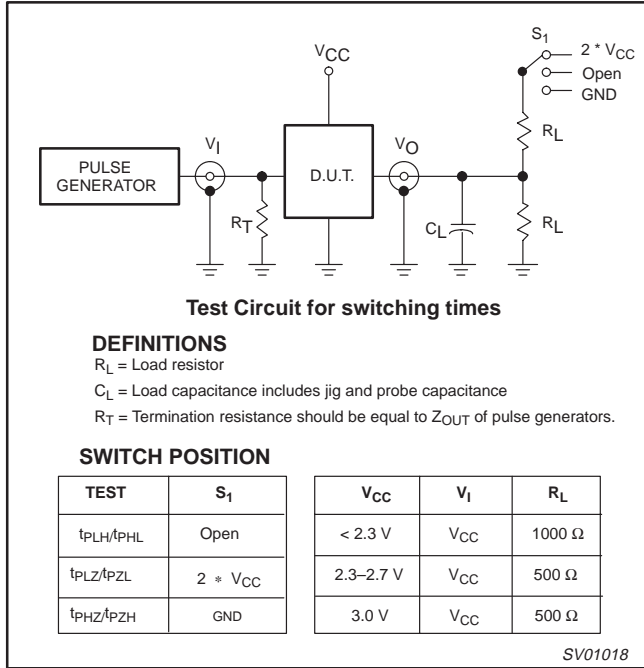 S1
2 * VCC
Open
GND
VCC
RL
VI
VO
PULSE
GENERATOR
D.U.T.
RT
CL
RL
Test Circuit for switching times
DEFINITIONS
RL = Load resistor
CL = Load capacitance includes jig and probe capacitance
RT = Termination resistance should be equal to ZOUT of pulse generators.
SWITCH POSITION
TEST S1
tPLH/tPHL Open
tPLZ/tPZL 2 * VCC
tPHZ/tPZH GND
VCC VI RL
< 2.3 V VCC 1000 Ω
2.3–2.7 V VCC 500 Ω
3.0 V VCC 500 Ω
SV01018